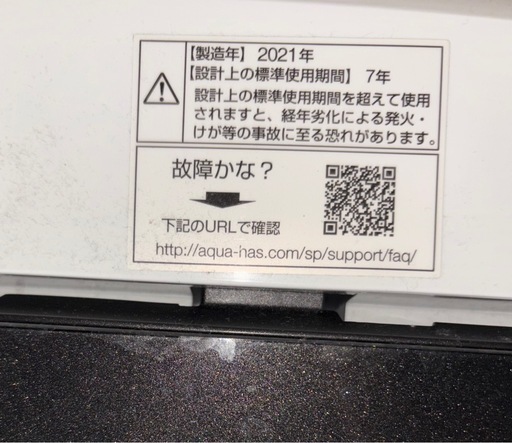 【製造年】 2021年
【設計上の標準使用期間】 7年
設計上の標準使用期間を超えて使用
されますと、経年劣化による発火・
けが等の事故に至る恐れがあります。
故障かな？
下記のURLで確認
http://aqua-has.com/sp/support/faq/